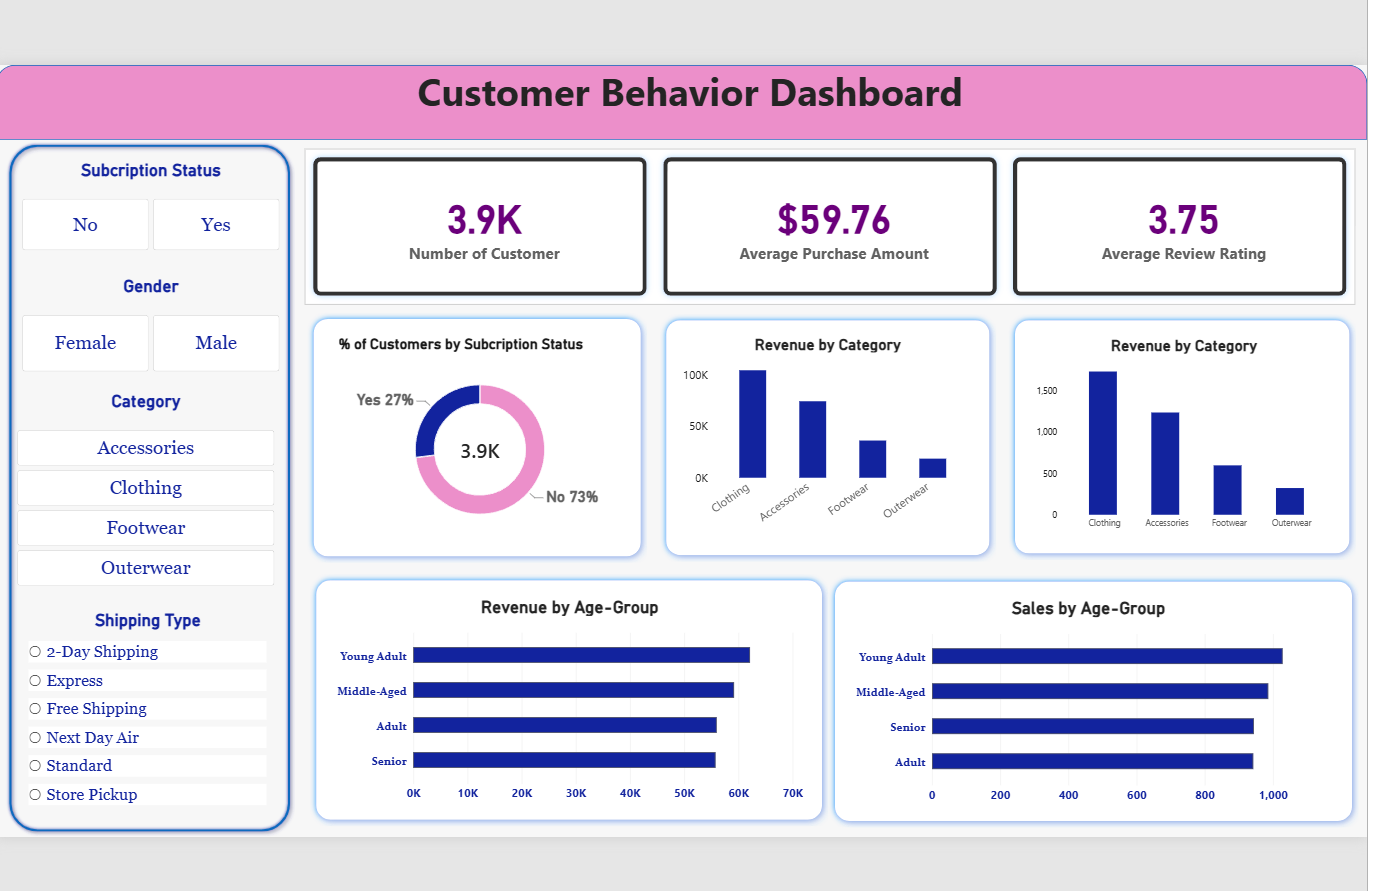 Customer Behavior Dashboard
Subcription Status
No
Yes
Gender
Female
Male
Category
Accessories
Clothing
Footwear
Outerwear
Shipping Type
2-Day Shipping
Express
Free Shipping
Next Day Air
Standard
Store Pickup
3.9K
Number of Customer
$59.76
Average Purchase Amount
3.75
Average Review Rating
% of Customers by Subcription Status
Yes 27%
3.9K
No 73%
Revenue by Category
100K
50K
0K
Clothing
Accessories
Footwear
Outerwear
Revenue by Category
1,500
1,000
500
0
Clothing
Accessories
Footwear
Outerwear
Revenue by Age-Group
Young Adult
Middle-Aged
Adult
Senior
0K 10K 20K 30K 40K 50K 60K 70K
Sales by Age-Group
Young Adult
Middle-Aged
Senior
Adult
0 200 400 600 800 1,000